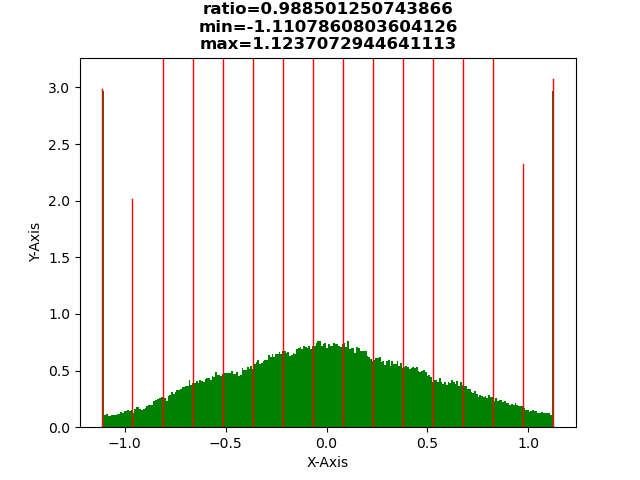 ratio=0.988501250743866
min=-1.1107860803604126
max=1.1237072944641113
3.0
2.5
2.0
1.5
1.0
0.5
0.0
Y-Axis
−1.0 −0.5 0.0 0.5 1.0
X-Axis